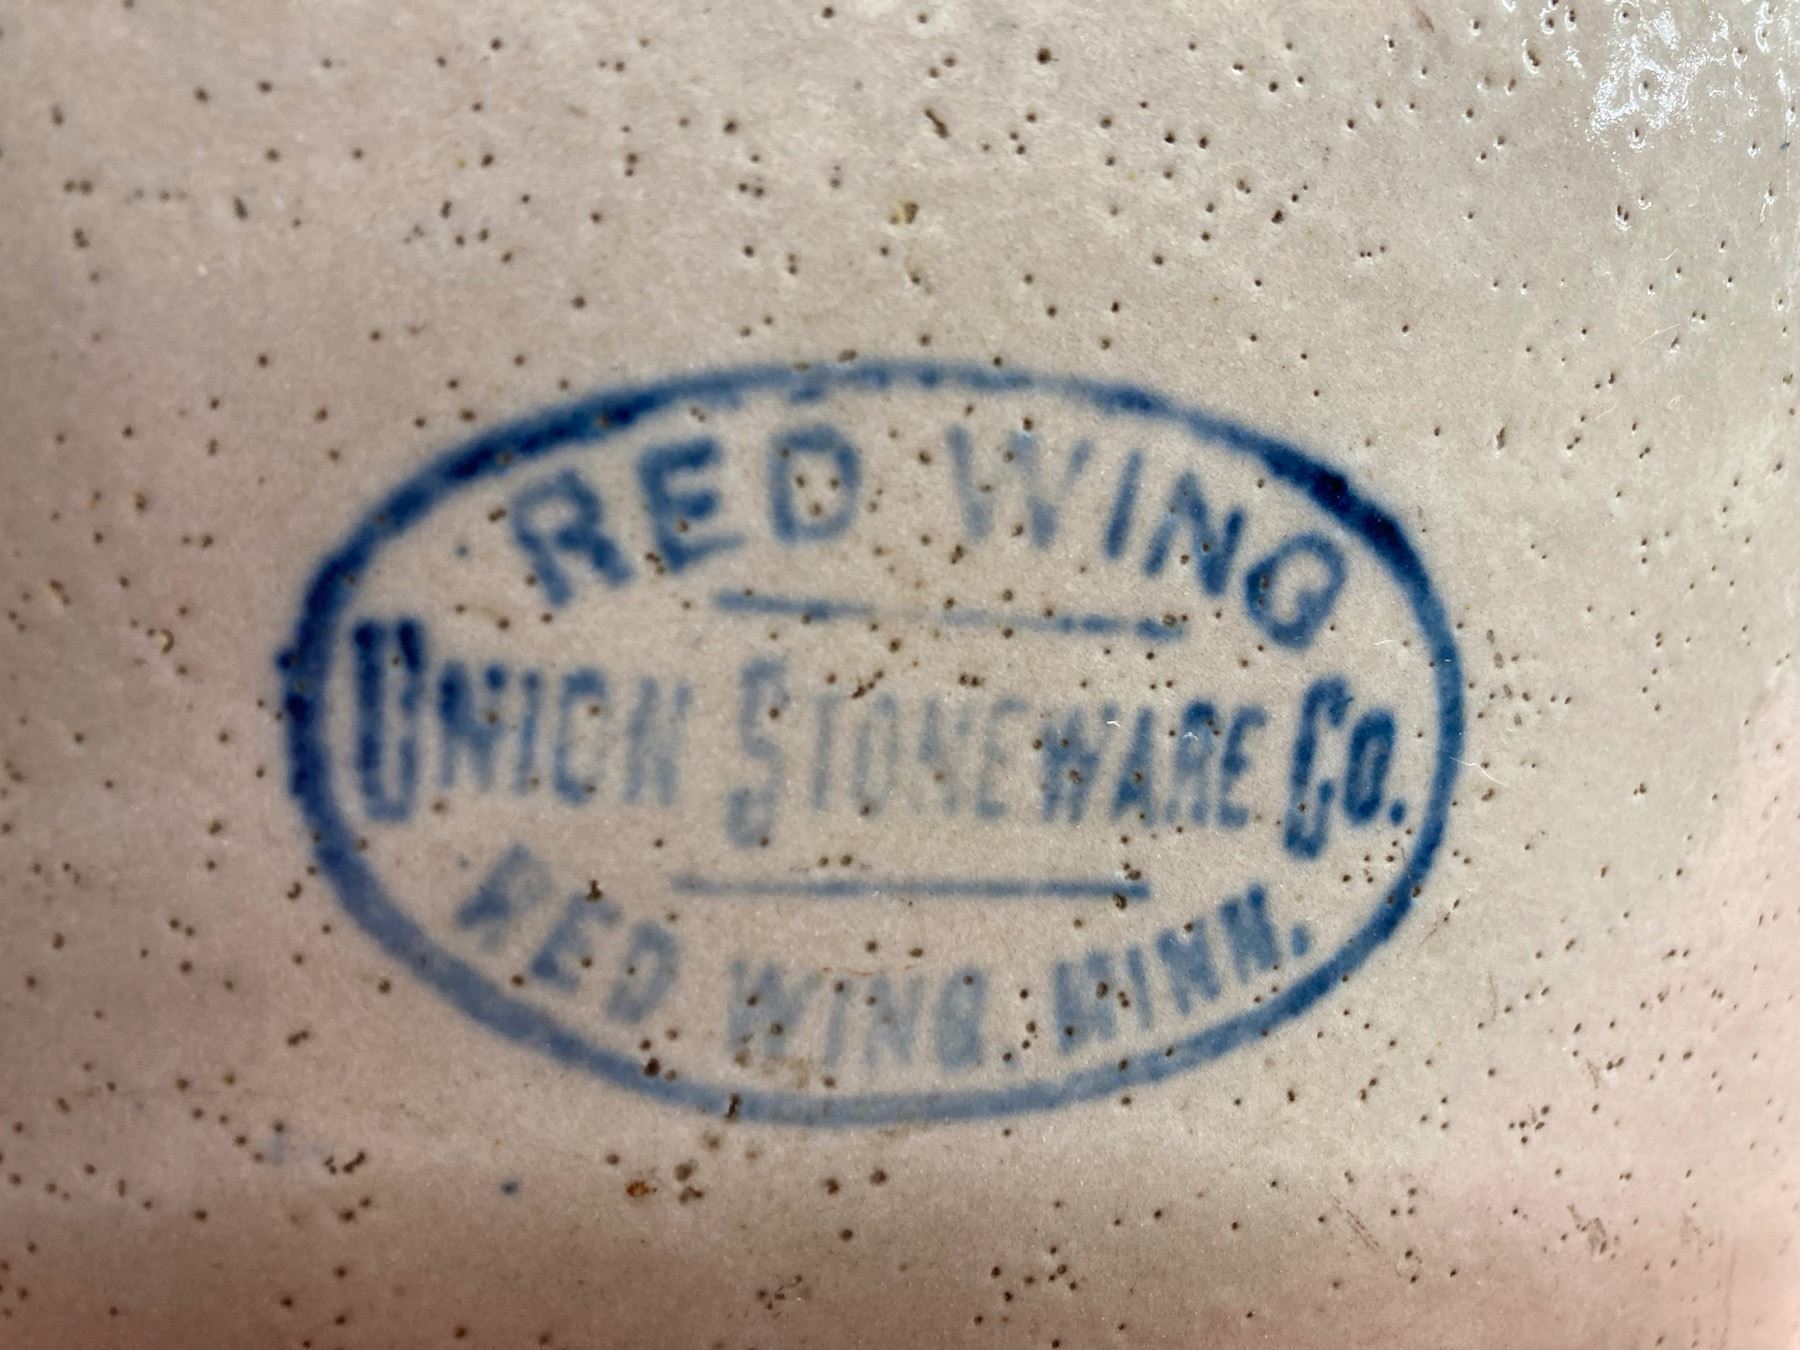 RED WING
UNION STONEWARE CO.
RED WING, MINN.